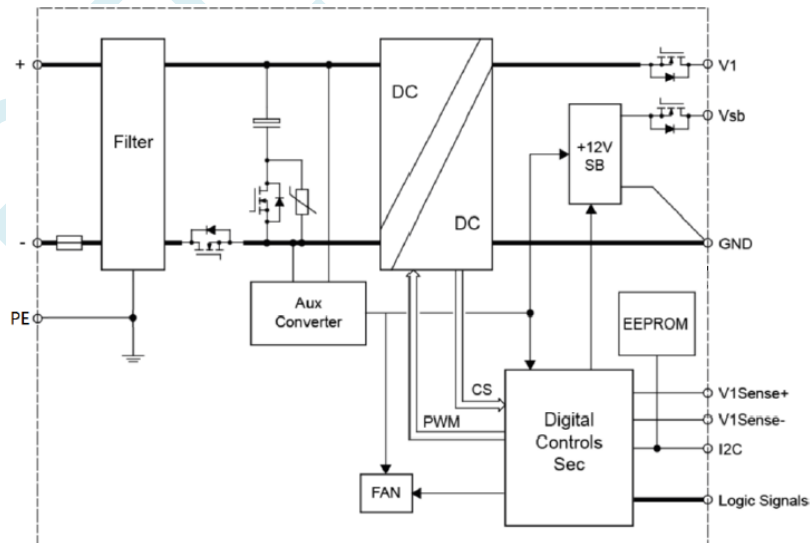 +
Filter
-
PE
DC
DC
V1
Vsb
+12V
SB
GND
Aux
Converter
EEPROM
CS
PWM
Digital
Controls
Sec
V1Sense+
V1Sense-
I2C
FAN
Logic Signals